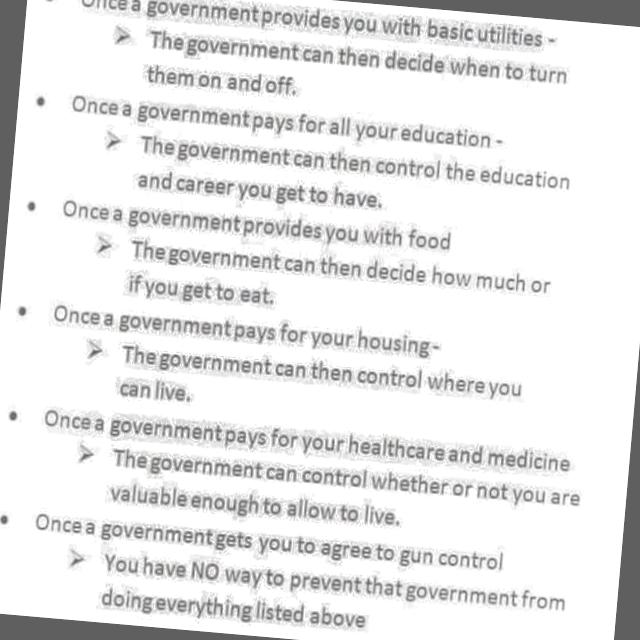 Once a government provides you with basic utilities -
The government can then decide when to turn
them on and off.
Once a government pays for all your education -
The government can then control the education
and career you get to have.
Once a government provides you with food
The government can then decide how much or
if you get to eat.
Once a government pays for your housing-
The government can then control where you
can live.
Once a government pays for your healthcare and medicine
The government can control whether or not you are
valuable enough to allow to live.
Once a government gets you to agree to gun control
You have NO way to prevent that government from
doing everything listed above